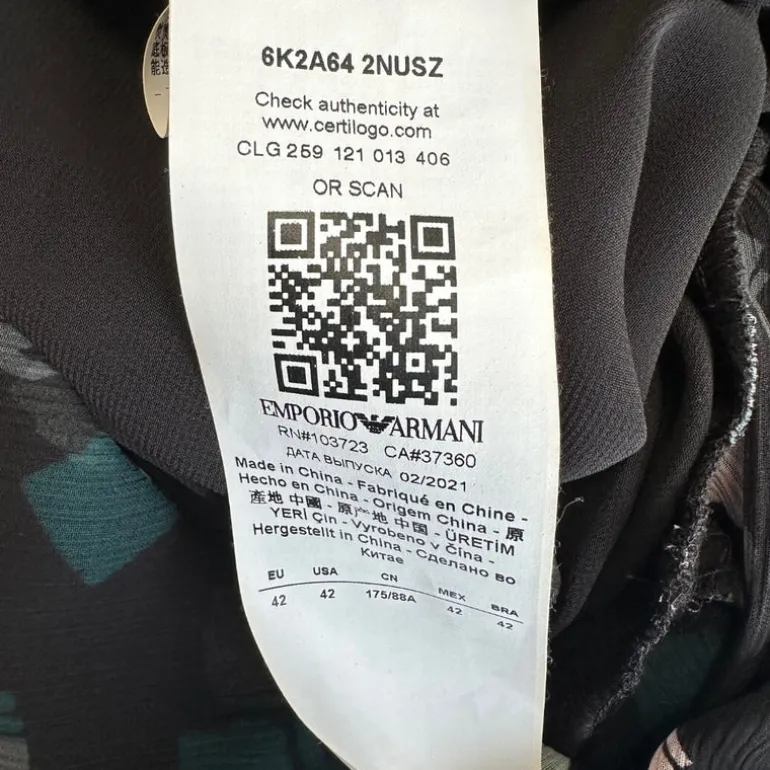 6K2A64 2NUSZ
Check authenticity at
www.certilogo.com
CLG 259 121 013 406
OR SCAN
EMPORIO ARMANI
RN#103723 CA#37360
ДАТА ВЫПУСКА 02/2021
Made in China - Fabriqué en Chine -
Hecho en China - Origem China - 原
産地 中國 - 原产地 中国 - ÜRETİM
YERİ Çin - Vyrobeno v Čína -
Hergestellt in China - Сделано во
Китае
EU USA CN MEX BRA
42 42 175/88A 42 42